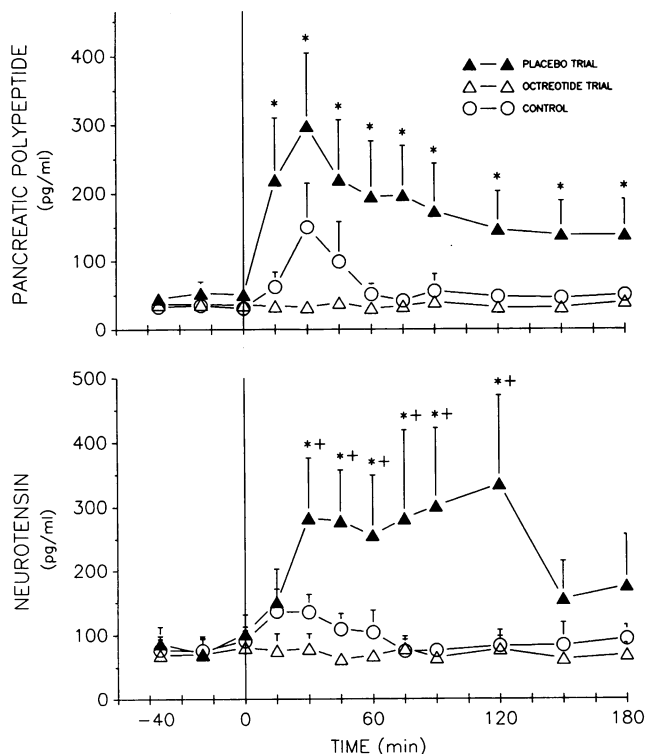 PANCREATIC POLYPEPTIDE
(pg/ml)
400
300
200
100
0
PLACEBO TRIAL
OCTREOTIDE TRIAL
CONTROL
* * * * * * * * *
NEUROTENSIN
(pg/ml)
500
400
300
200
100
0
*+ *+ *+ *+ *+ *+
-40 0 60 120 180
TIME (min)